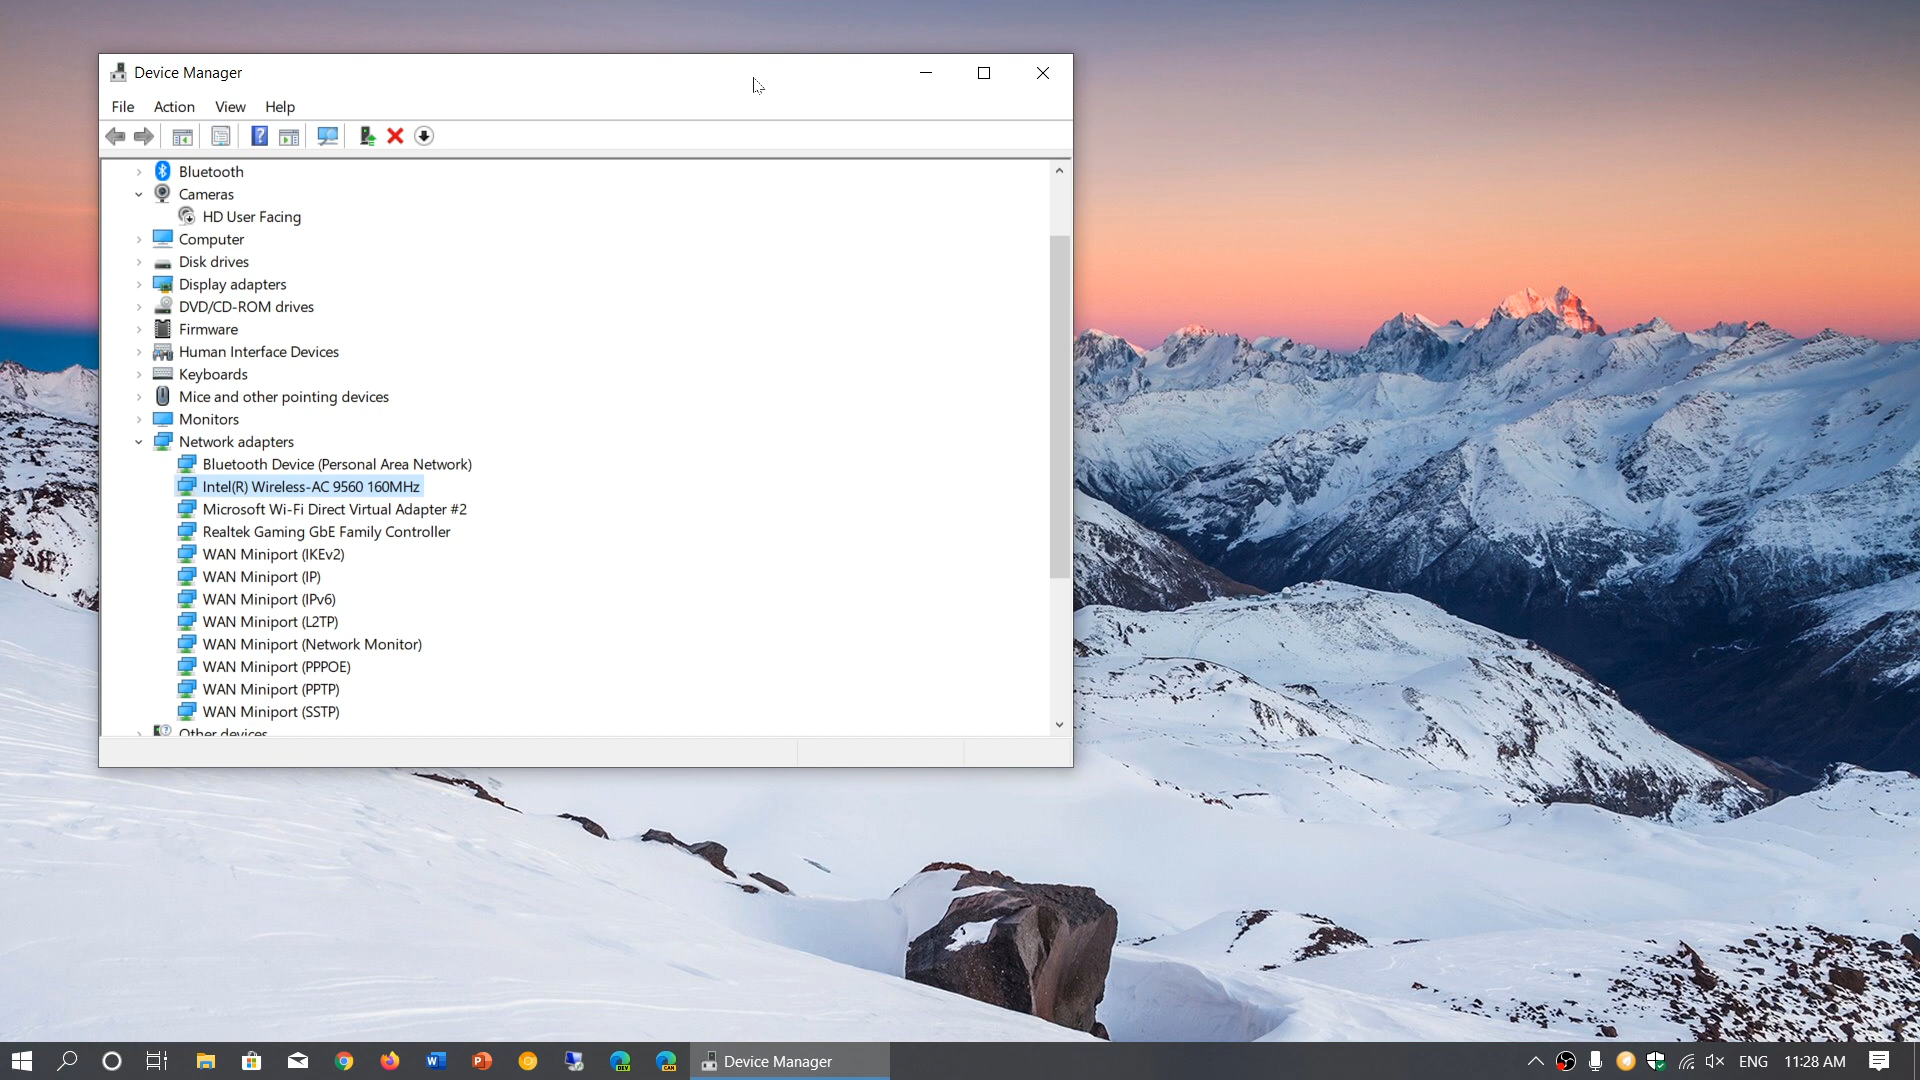 Device Manager
File Action View Help
Bluetooth
Cameras
HD User Facing
Computer
Disk drives
Display adapters
DVD/CD-ROM drives
Firmware
Human Interface Devices
Keyboards
Mice and other pointing devices
Monitors
Network adapters
Bluetooth Device (Personal Area Network)
Intel(R) Wireless-AC 9560 160MHz
Microsoft Wi-Fi Direct Virtual Adapter #2
Realtek Gaming GbE Family Controller
WAN Miniport (IKEv2)
WAN Miniport (IP)
WAN Miniport (IPv6)
WAN Miniport (L2TP)
WAN Miniport (Network Monitor)
WAN Miniport (PPPOE)
WAN Miniport (PPTP)
WAN Miniport (SSTP)
Other devices
DEV CAN Device Manager ENG 11:28 AM